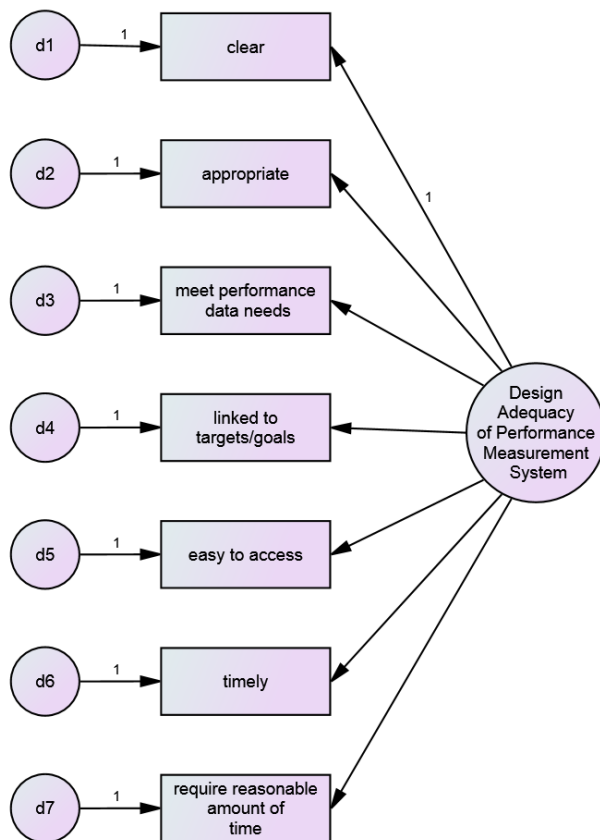 d1
1
clear
d2
1
appropriate
1
d3
1
meet performance
data needs
d4
1
linked to
targets/goals
Design
Adequacy
of Performance
Measurement
System
d5
1
easy to access
d6
1
timely
d7
1
require reasonable
amount of
time